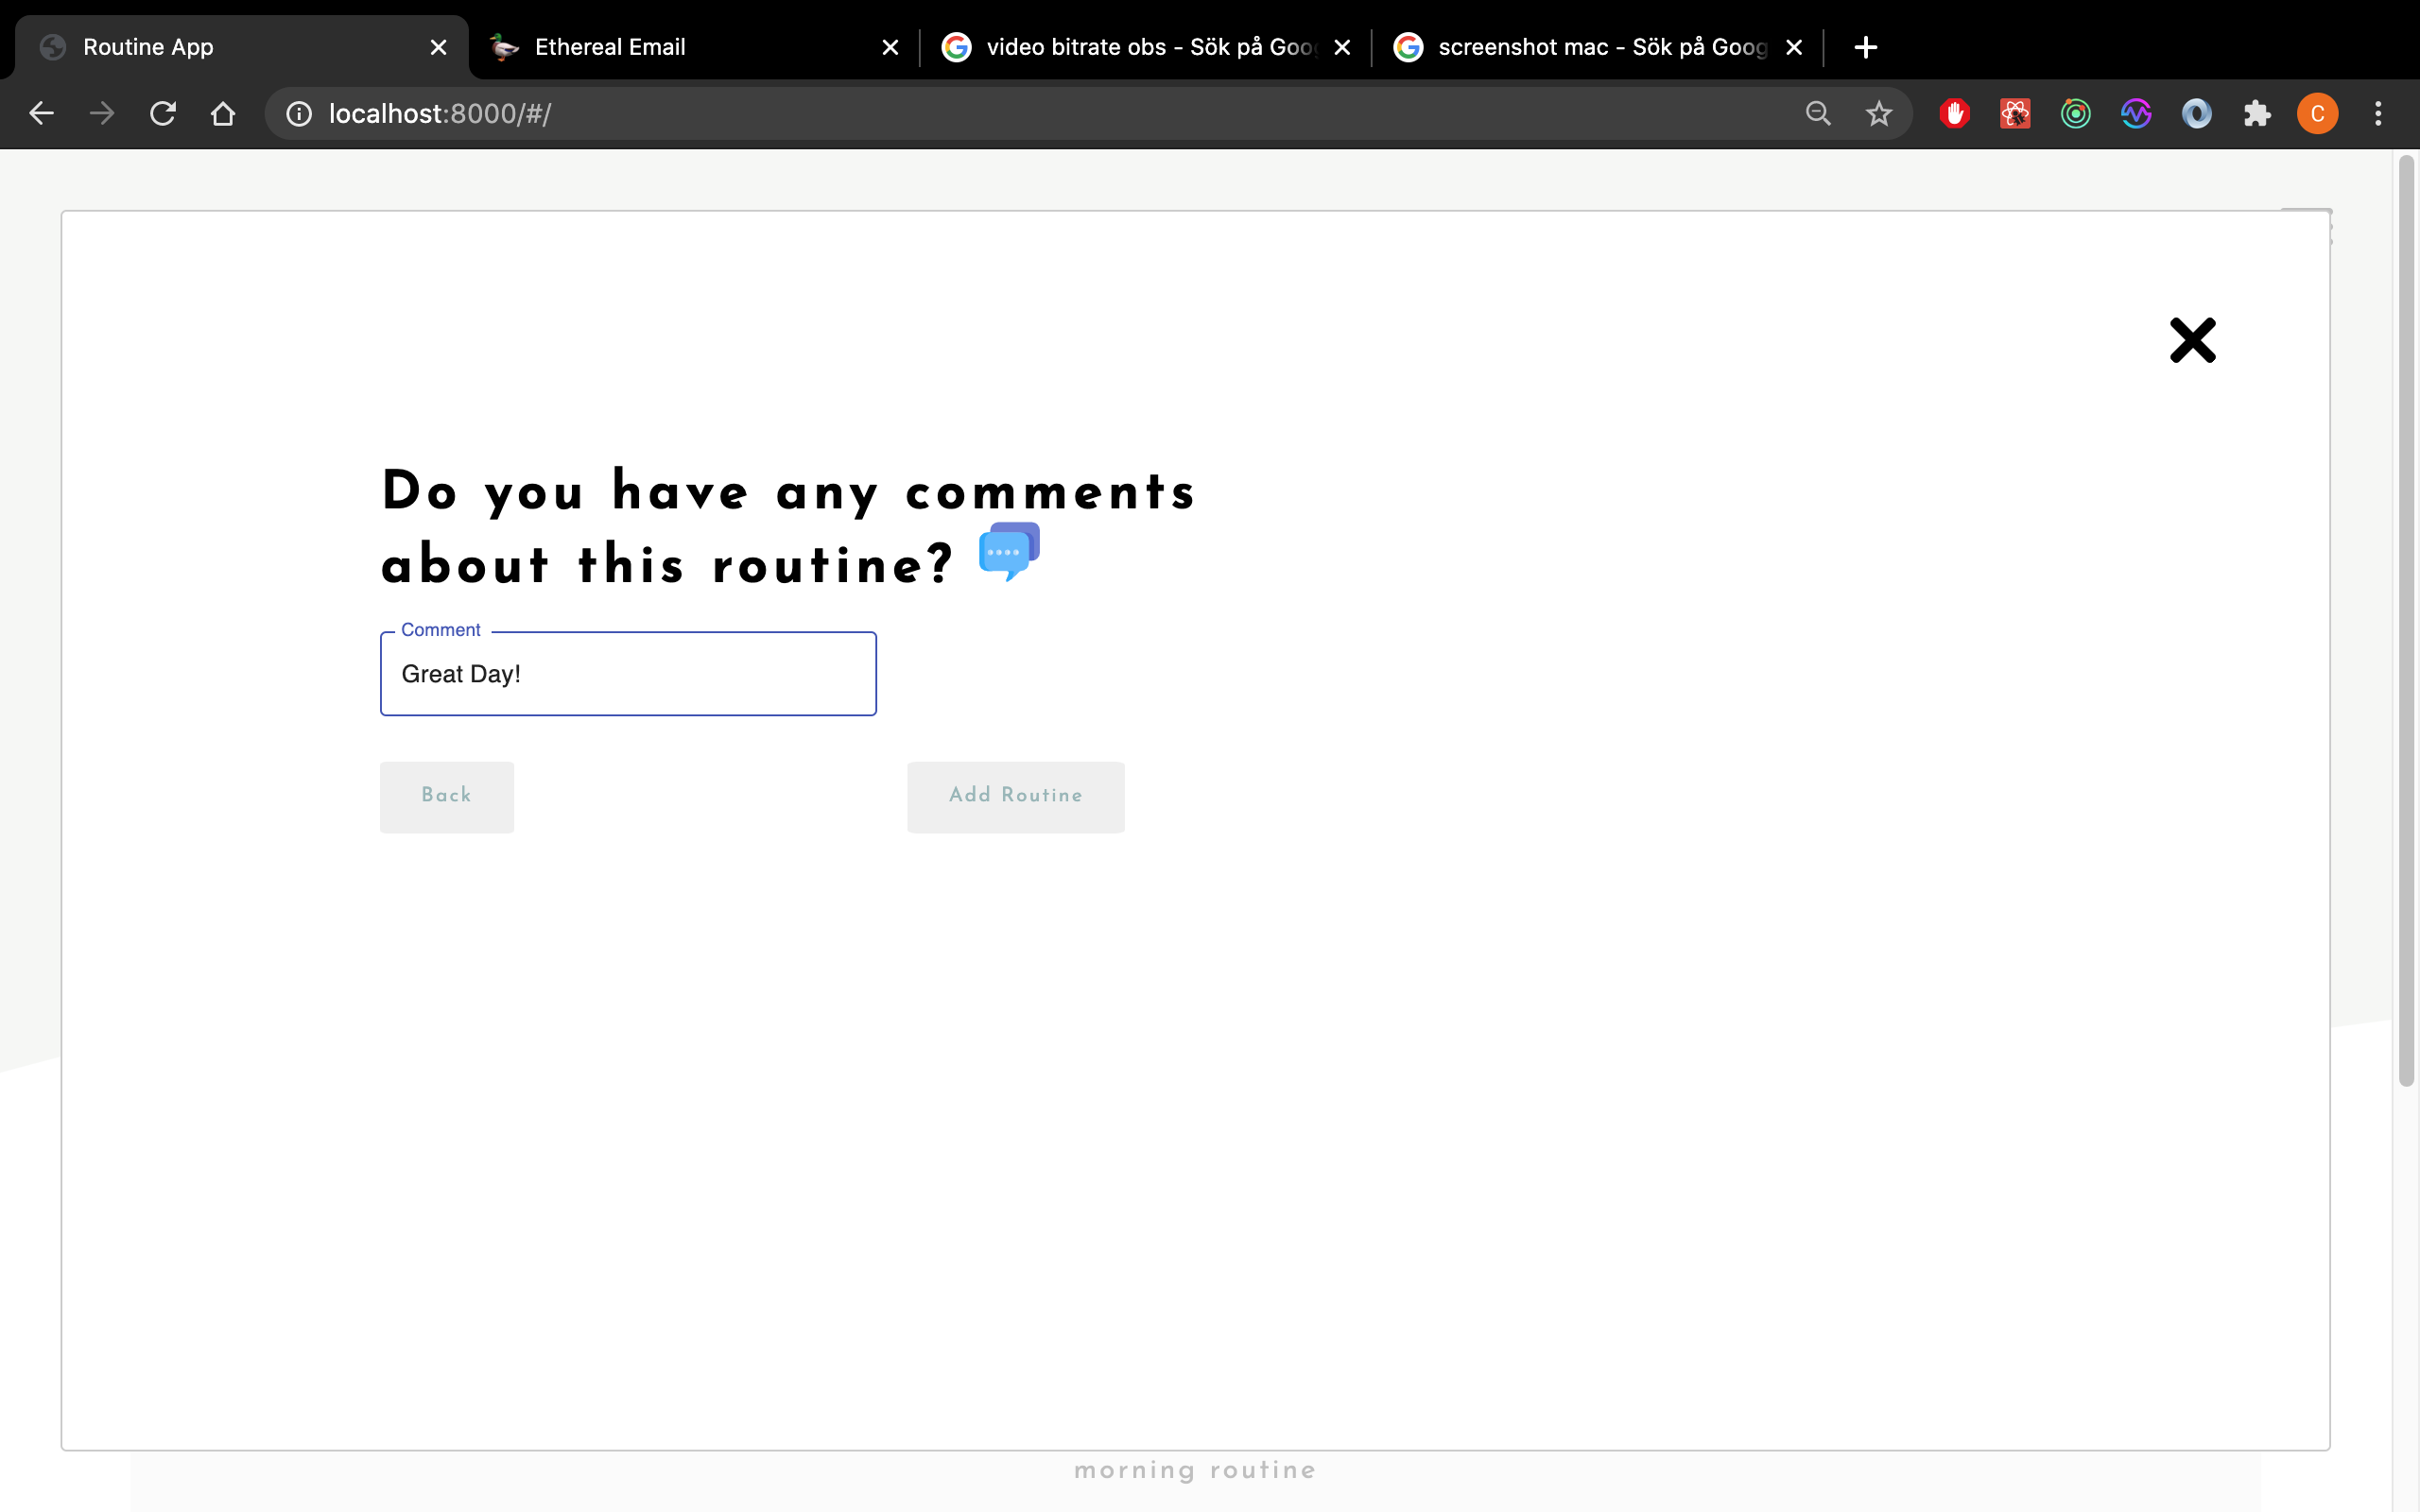 Routine App
Ethereal Email
video bitrate obs - Sök på Goo
screenshot mac - Sök på Goog
localhost:8000/#/
C
Do you have any comments
about this routine?
Comment
Great Day!
Back
Add Routine
morning routine